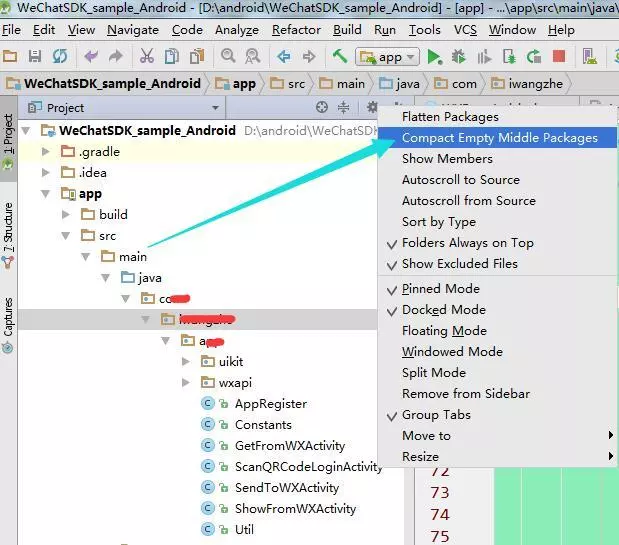 WeChatSDK_sample_Android - [D:\android\WeChatSDK_sample_Android] - [app] - ...\app\src\main\java\
File Edit View Navigate Code Analyze Refactor Build Run Tools VCS Window Help
app
WeChatSDK_sample_Android app src main java com iwangzhe
1: Project
7: Structure
Captures
Project
WeChatSDK_sample_Android D:\android\WeChatSDK
.gradle
.idea
app
build
src
main
java
uikit
wxapi
AppRegister
Constants
GetFromWXActivity
ScanQRCodeLoginActivity
SendToWXActivity
ShowFromWXActivity
Util
Flatten Packages
Compact Empty Middle Packages
Show Members
Autoscroll to Source
Autoscroll from Source
Sort by Type
Folders Always on Top
Show Excluded Files
Pinned Mode
Docked Mode
Floating Mode
Windowed Mode
Split Mode
Remove from Sidebar
Group Tabs
Move to
Resize
72
73
74
75